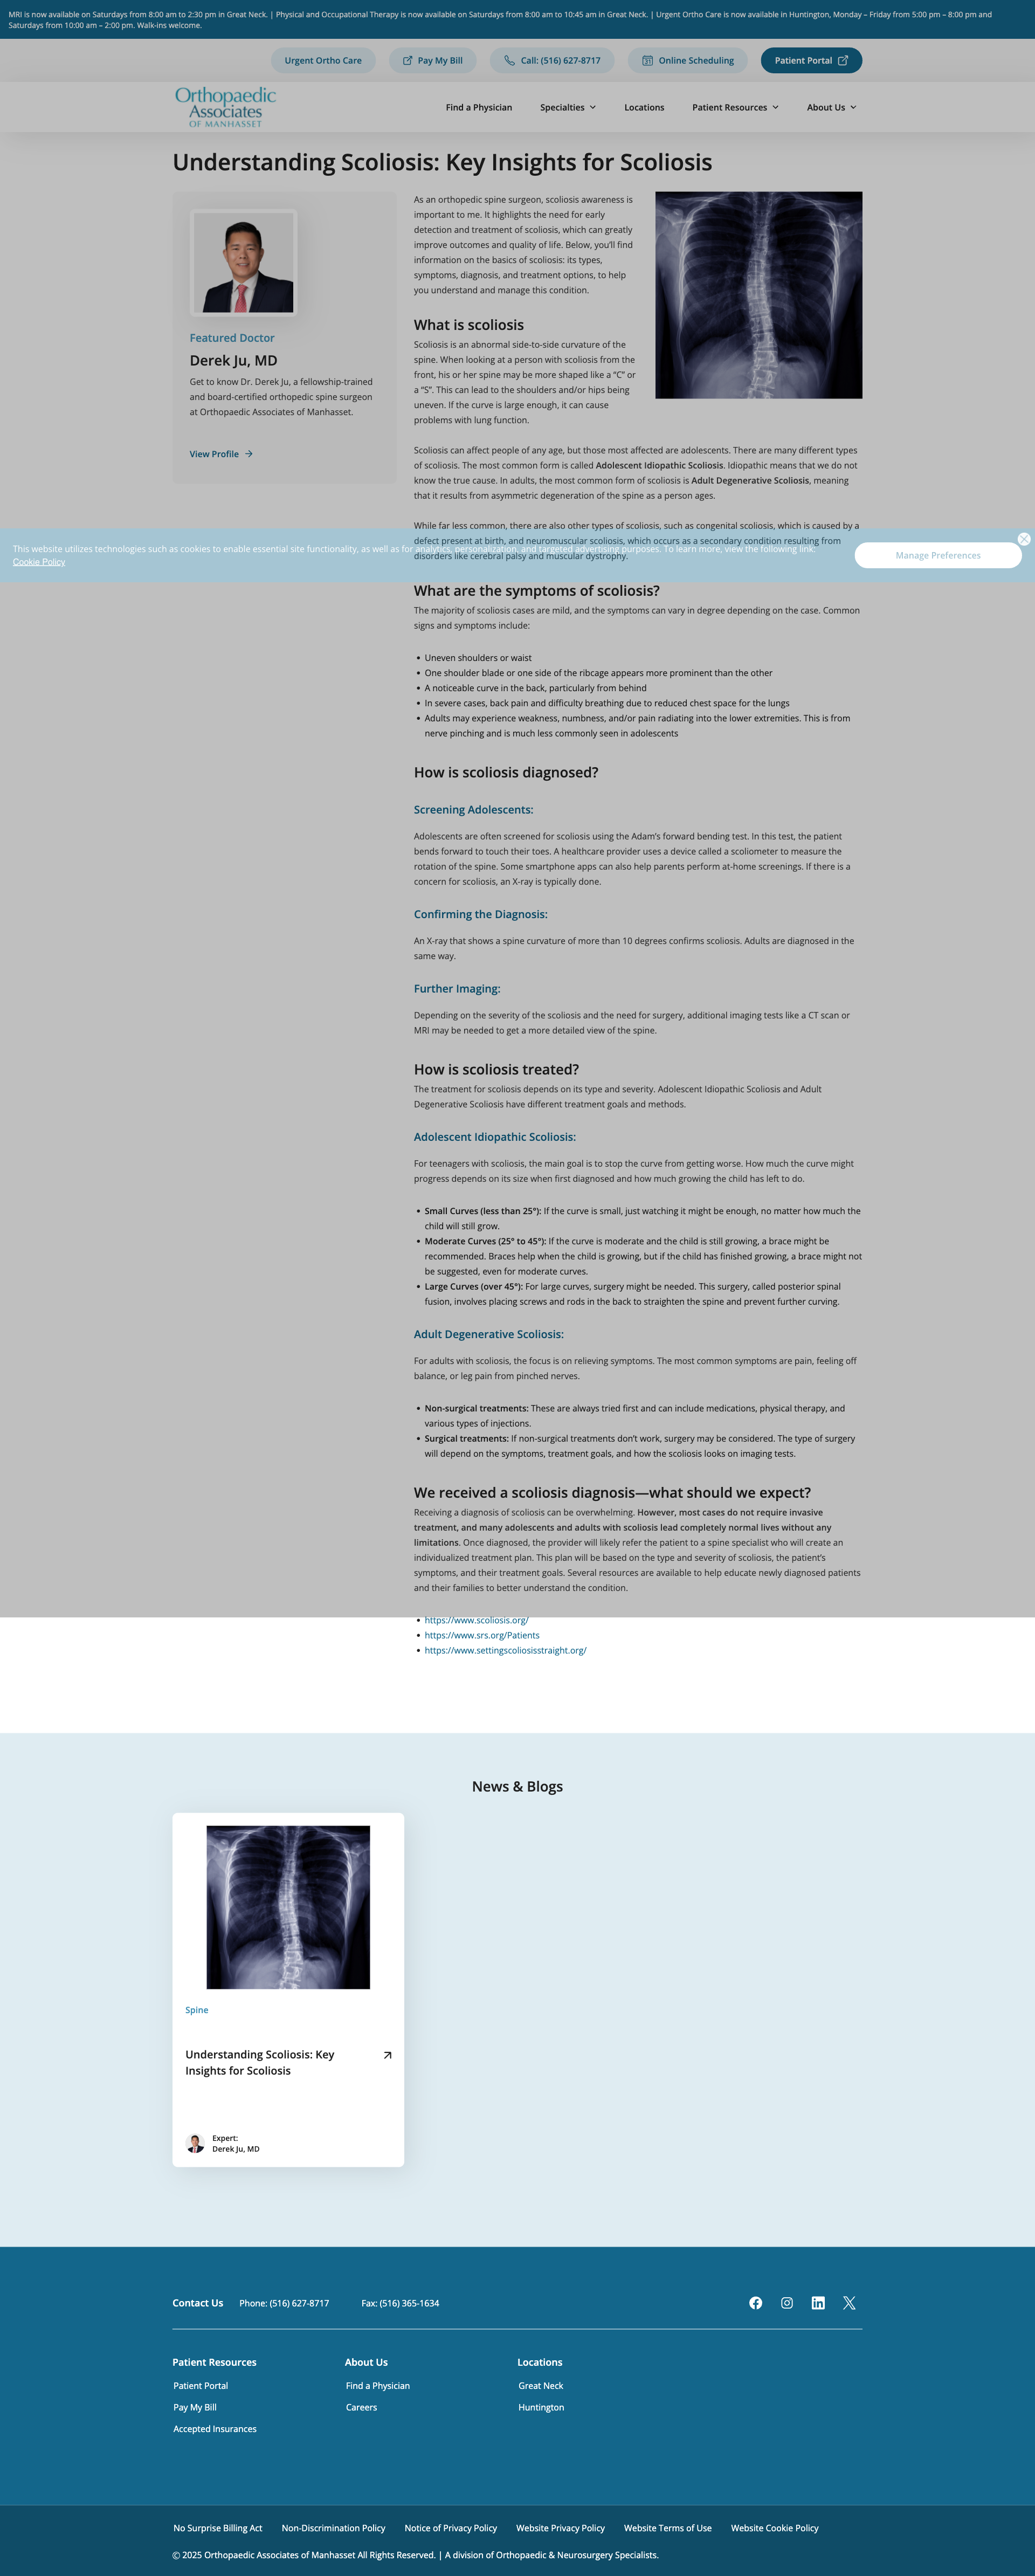 MRI is now available on Saturdays from 8:00 am to 2:30 pm in Great Neck. | Physical and Occupational Therapy is now available on Saturdays from 8:00 am to 10:45 am in Great Neck. | Urgent Ortho Care is now available in Huntington, Monday – Friday from 5:00 pm – 8:00 pm and
Saturdays from 10:00 am – 2:00 pm. Walk-ins welcome.
Urgent Ortho Care
Pay My Bill
Call: (516) 627-8717
Online Scheduling
Patient Portal
Orthopaedic
Associates
OF MANHASSET
Find a Physician
Specialties
Locations
Patient Resources
About Us
Understanding Scoliosis: Key Insights for Scoliosis
Featured Doctor
Derek Ju, MD
Get to know Dr. Derek Ju, a fellowship-trained
and board-certified orthopedic spine surgeon
at Orthopaedic Associates of Manhasset.
View Profile
As an orthopedic spine surgeon, scoliosis awareness is
important to me. It highlights the need for early
detection and treatment of scoliosis, which can greatly
improve outcomes and quality of life. Below, you’ll find
information on the basics of scoliosis: its types,
symptoms, diagnosis, and treatment options, to help
you understand and manage this condition.
What is scoliosis
Scoliosis is an abnormal side-to-side curvature of the
spine. When looking at a person with scoliosis from the
front, his or her spine may be more shaped like a “C” or
a “S”. This can lead to the shoulders and/or hips being
uneven. If the curve is large enough, it can cause
problems with lung function.
Scoliosis can affect people of any age, but those most affected are adolescents. There are many different types
of scoliosis. The most common form is called Adolescent Idiopathic Scoliosis. Idiopathic means that we do not
know the true cause. In adults, the most common form of scoliosis is Adult Degenerative Scoliosis, meaning
that it results from asymmetric degeneration of the spine as a person ages.
While far less common, there are also other types of scoliosis, such as congenital scoliosis, which is caused by a
defect present at birth, and neuromuscular scoliosis, which occurs as a secondary condition resulting from
disorders like cerebral palsy and muscular dystrophy.
This website utilizes technologies such as cookies to enable essential site functionality, as well as for analytics, personalization, and targeted advertising purposes. To learn more, view the following link:
Cookie Policy
Manage Preferences
What are the symptoms of scoliosis?
The majority of scoliosis cases are mild, and the symptoms can vary in degree depending on the case. Common
signs and symptoms include:
• Uneven shoulders or waist
• One shoulder blade or one side of the ribcage appears more prominent than the other
• A noticeable curve in the back, particularly from behind
• In severe cases, back pain and difficulty breathing due to reduced chest space for the lungs
• Adults may experience weakness, numbness, and/or pain radiating into the lower extremities. This is from
nerve pinching and is much less commonly seen in adolescents
How is scoliosis diagnosed?
Screening Adolescents:
Adolescents are often screened for scoliosis using the Adam’s forward bending test. In this test, the patient
bends forward to touch their toes. A healthcare provider uses a device called a scoliometer to measure the
rotation of the spine. Some smartphone apps can also help parents perform at-home screenings. If there is a
concern for scoliosis, an X-ray is typically done.
Confirming the Diagnosis:
An X-ray that shows a spine curvature of more than 10 degrees confirms scoliosis. Adults are diagnosed in the
same way.
Further Imaging:
Depending on the severity of the scoliosis and the need for surgery, additional imaging tests like a CT scan or
MRI may be needed to get a more detailed view of the spine.
How is scoliosis treated?
The treatment for scoliosis depends on its type and severity. Adolescent Idiopathic Scoliosis and Adult
Degenerative Scoliosis have different treatment goals and methods.
Adolescent Idiopathic Scoliosis:
For teenagers with scoliosis, the main goal is to stop the curve from getting worse. How much the curve might
progress depends on its size when first diagnosed and how much growing the child has left to do.
• Small Curves (less than 25°): If the curve is small, just watching it might be enough, no matter how much the
child will still grow.
• Moderate Curves (25° to 45°): If the curve is moderate and the child is still growing, a brace might be
recommended. Braces help when the child is growing, but if the child has finished growing, a brace might not
be suggested, even for moderate curves.
• Large Curves (over 45°): For large curves, surgery might be needed. This surgery, called posterior spinal
fusion, involves placing screws and rods in the back to straighten the spine and prevent further curving.
Adult Degenerative Scoliosis:
For adults with scoliosis, the focus is on relieving symptoms. The most common symptoms are pain, feeling off
balance, or leg pain from pinched nerves.
• Non-surgical treatments: These are always tried first and can include medications, physical therapy, and
various types of injections.
• Surgical treatments: If non-surgical treatments don’t work, surgery may be considered. The type of surgery
will depend on the symptoms, treatment goals, and how the scoliosis looks on imaging tests.
We received a scoliosis diagnosis—what should we expect?
Receiving a diagnosis of scoliosis can be overwhelming. However, most cases do not require invasive
treatment, and many adolescents and adults with scoliosis lead completely normal lives without any
limitations. Once diagnosed, the provider will likely refer the patient to a spine specialist who will create an
individualized treatment plan. This plan will be based on the type and severity of scoliosis, the patient’s
symptoms, and their treatment goals. Several resources are available to help educate newly diagnosed patients
and their families to better understand the condition.
• https://www.scoliosis.org/
• https://www.srs.org/Patients
• https://www.settingscoliosisstraight.org/
News & Blogs
Spine
Understanding Scoliosis: Key
Insights for Scoliosis
Expert:
Derek Ju, MD
Contact Us
Phone: (516) 627-8717
Fax: (516) 365-1634
Patient Resources
Patient Portal
Pay My Bill
Accepted Insurances
About Us
Find a Physician
Careers
Locations
Great Neck
Huntington
No Surprise Billing Act
Non-Discrimination Policy
Notice of Privacy Policy
Website Privacy Policy
Website Terms of Use
Website Cookie Policy
© 2025 Orthopaedic Associates of Manhasset All Rights Reserved. | A division of Orthopaedic & Neurosurgery Specialists.